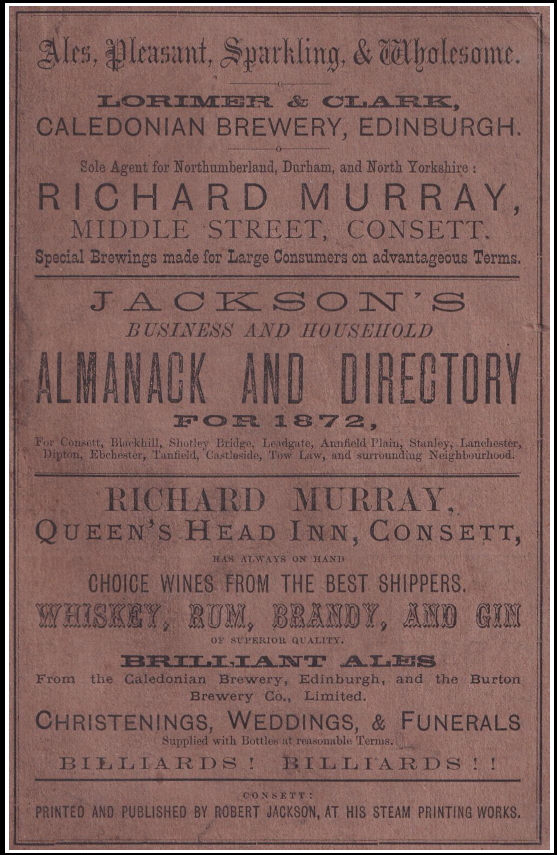 Ales, Pleasant, Sparkling, & Wholesome.
LORIMER & CLARK,
CALEDONIAN BREWERY, EDINBURGH.
Sole Agent for Northumberland, Durham, and North Yorkshire :
RICHARD MURRAY,
MIDDLE STREET, CONSETT.
Special Brewings made for Large Consumers on advantageous Terms.
JACKSON'S
BUSINESS AND HOUSEHOLD
ALMANACK AND DIRECTORY
FOR 1872,
For Consett, Blackhill, Shotley Bridge, Leadgate, Annfield Plain, Stanley, Lanchester,
Dipton, Ebchester, Tanfield, Castleside, Tow Law, and surrounding Neighbourhood.
RICHARD MURRAY,
QUEEN'S HEAD INN, CONSETT,
HAS ALWAYS ON HAND
CHOICE WINES FROM THE BEST SHIPPERS.
WHISKEY, RUM, BRANDY, AND GIN
OF SUPERIOR QUALITY.
BRILLIANT ALES
From the Caledonian Brewery, Edinburgh, and the Burton
Brewery Co., Limited.
CHRISTENINGS, WEDDINGS, & FUNERALS
Supplied with Bottles at reasonable Terms.
BILLIARDS ! BILLIARDS ! !
CONSETT:
PRINTED AND PUBLISHED BY ROBERT JACKSON, AT HIS STEAM PRINTING WORKS.